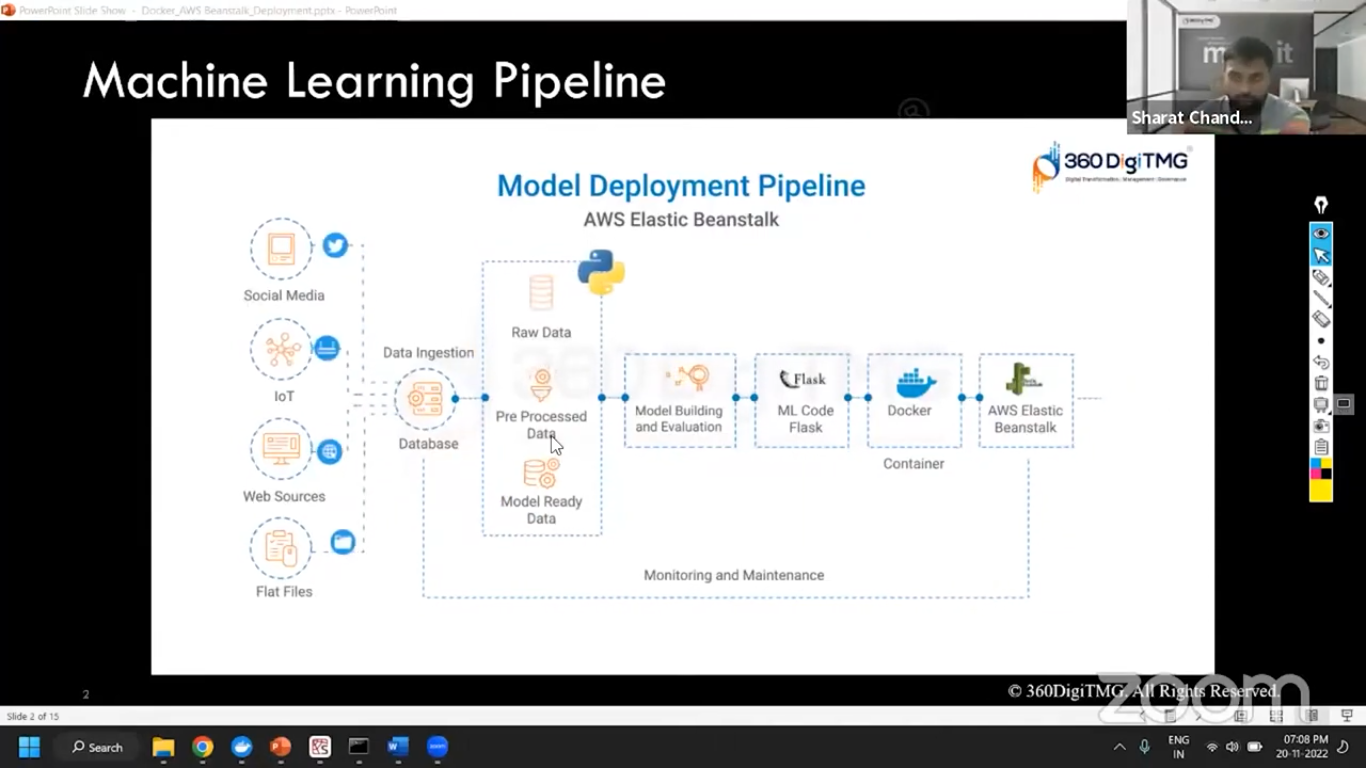 PowerPoint Slide Show - Docker_AWS Beanstalk_Deployment.pptx - PowerPoint
Machine Learning Pipeline
Sharat Chand...
360DigiTMG
Model Deployment Pipeline
AWS Elastic Beanstalk
Social Media
IoT
Web Sources
Flat Files
Data Ingestion
Database
Raw Data
Pre Processed
Data
Model Ready
Data
Model Building
and Evaluation
Flask
ML Code
Flask
Docker
Container
AWS Elastic
Beanstalk
Monitoring and Maintenance
2
© 360DigiTMG. All Rights Reserved.
zoom
Slide 2 of 15
Search
ENG
IN
07:08 PM
20-11-2022